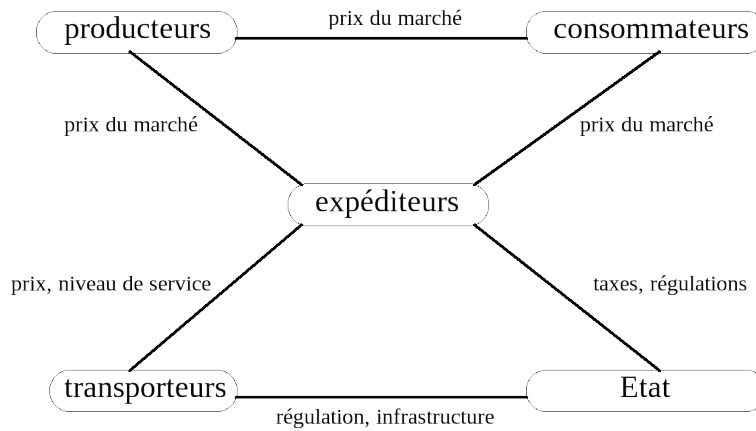 prix du marché
producteurs
consommateurs
prix du marché
prix du marché
expéditeurs
prix, niveau de service
taxes, régulations
transporteurs
Etat
régulation, infrastructure